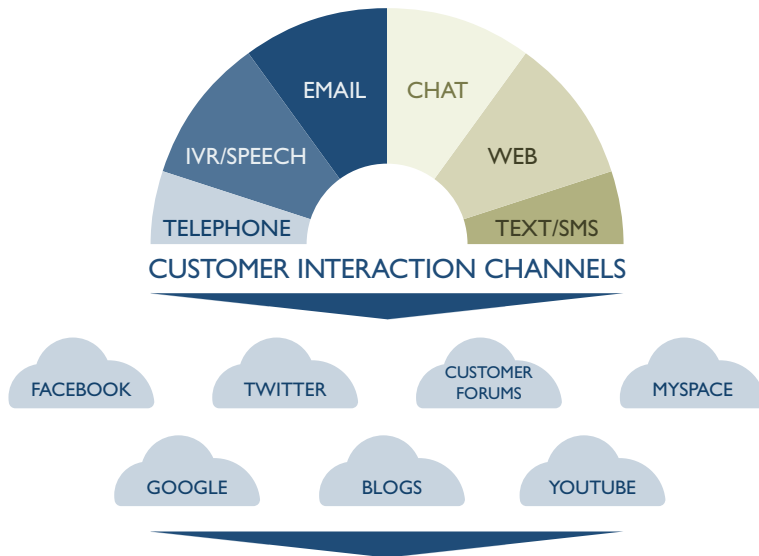 EMAIL
CHAT
IVR/SPEECH
WEB
TELEPHONE
TEXT/SMS
CUSTOMER INTERACTION CHANNELS
FACEBOOK
TWITTER
CUSTOMER
FORUMS
MYSPACE
GOOGLE
BLOGS
YOUTUBE